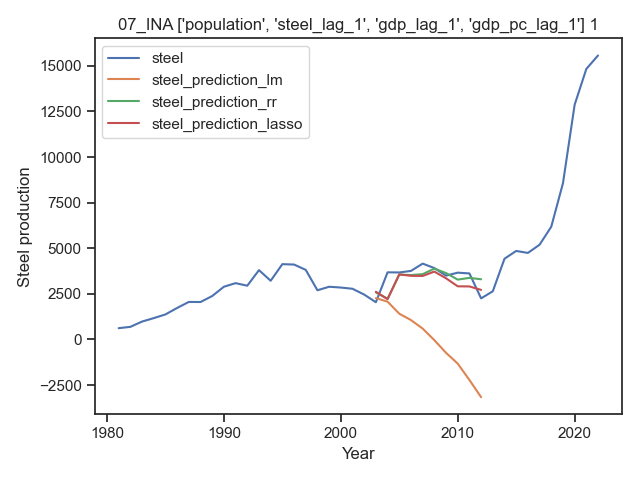 07_INA ['population', 'steel_lag_1', 'gdp_lag_1', 'gdp_pc_lag_1'] 1
steel
steel_prediction_lm
steel_prediction_rr
steel_prediction_lasso
Steel production
15000
12500
10000
7500
5000
2500
0
−2500
1980
1990
2000
2010
2020
Year